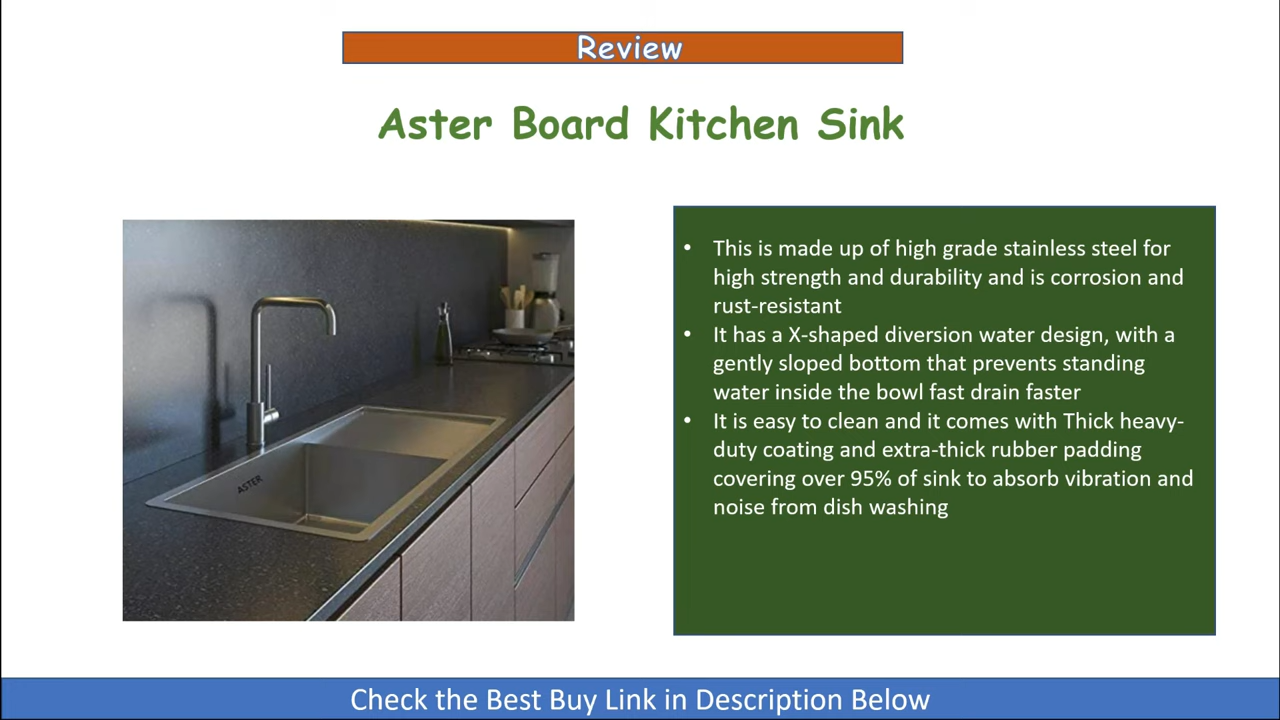 Review
Aster Board Kitchen Sink
ASTER
• This is made up of high grade stainless steel for
high strength and durability and is corrosion and
rust-resistant
• It has a X-shaped diversion water design, with a
gently sloped bottom that prevents standing
water inside the bowl fast drain faster
• It is easy to clean and it comes with Thick heavy-
duty coating and extra-thick rubber padding
covering over 95% of sink to absorb vibration and
noise from dish washing
Check the Best Buy Link in Description Below